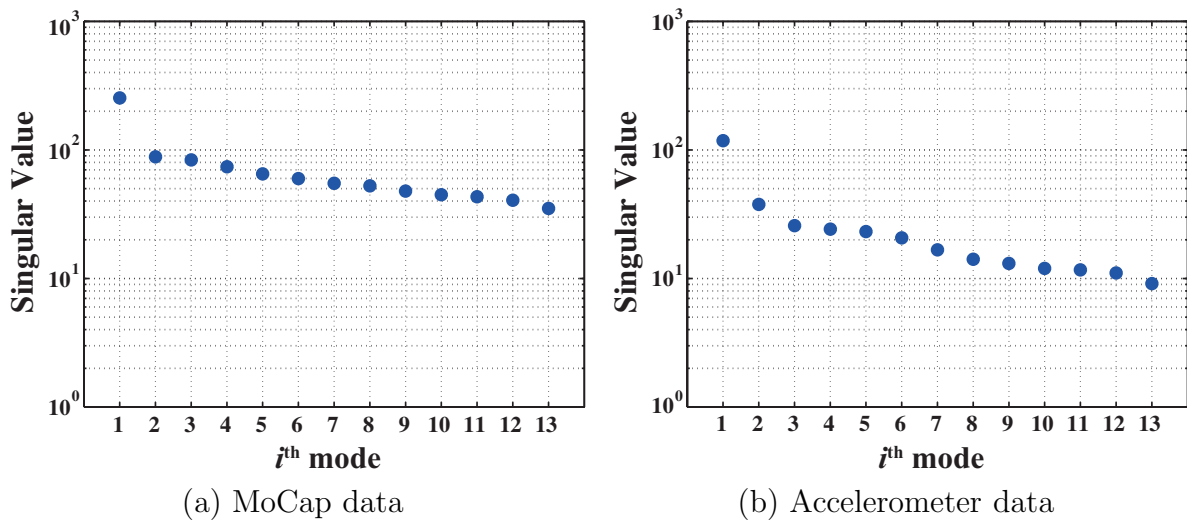 Singular Value
10³
10²
10¹
10⁰
1 2 3 4 5 6 7 8 9 10 11 12 13
iᵗʰ mode
(a) MoCap data
Singular Value
10³
10²
10¹
10⁰
1 2 3 4 5 6 7 8 9 10 11 12 13
iᵗʰ mode
(b) Accelerometer data